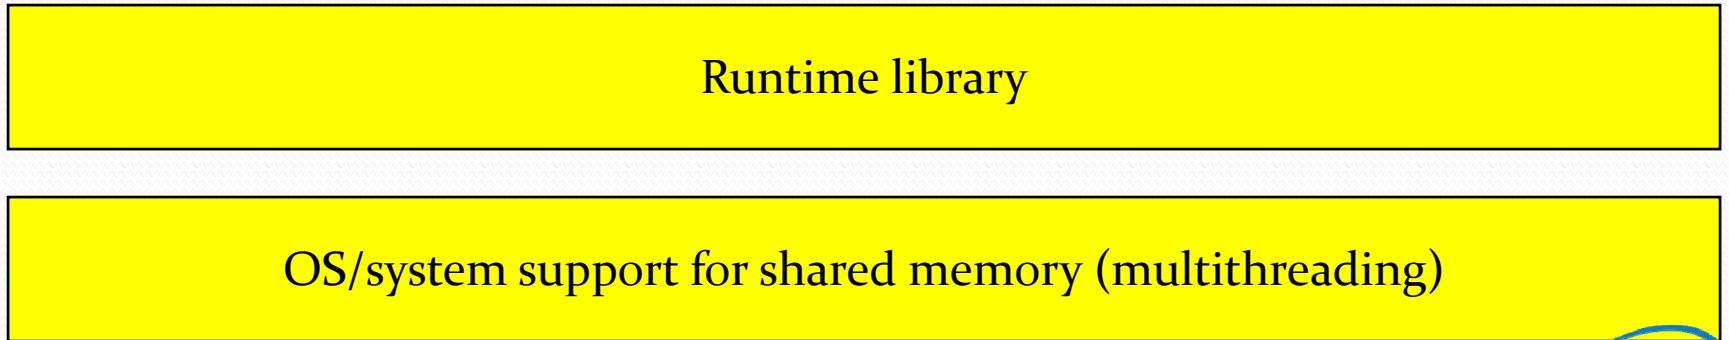 Runtime library
OS/system support for shared memory (multithreading)